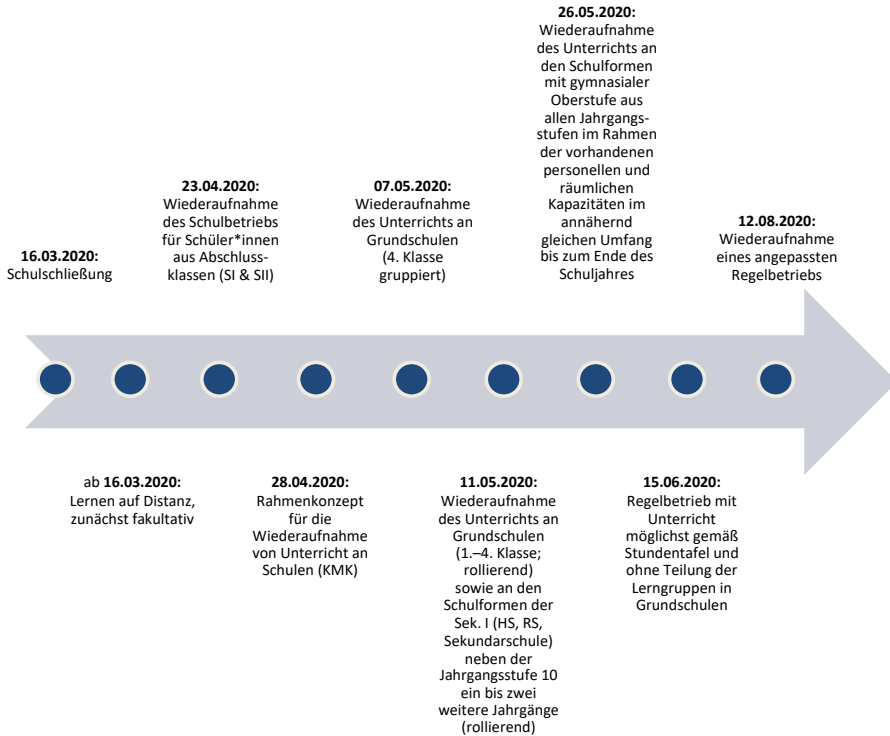 16.03.2020:
Schulschließung
ab 16.03.2020:
Lernen auf Distanz,
zunächst fakultativ
23.04.2020:
Wiederaufnahme
des Schulbetriebs
für Schüler*innen
aus Abschluss-
klassen (SI & SII)
28.04.2020:
Rahmenkonzept
für die
Wiederaufnahme
von Unterricht an
Schulen (KMK)
07.05.2020:
Wiederaufnahme
des Unterrichts an
Grundschulen
(4. Klasse
gruppiert)
11.05.2020:
Wiederaufnahme
des Unterrichts an
Grundschulen
(1.–4. Klasse;
rollierend)
sowie an den
Schulformen der
Sek. I (HS, RS,
Sekundarschule)
neben der
Jahrgangsstufe 10
ein bis zwei
weitere Jahrgänge
(rollierend)
26.05.2020:
Wiederaufnahme
des Unterrichts an
den Schulformen
mit gymnasialer
Oberstufe aus
allen Jahrgangs-
stufen im Rahmen
der vorhandenen
personellen und
räumlichen
Kapazitäten im
annähernd
gleichen Umfang
bis zum Ende des
Schuljahres
15.06.2020:
Regelbetrieb mit
Unterricht
möglichst gemäß
Stundentafel und
ohne Teilung der
Lerngruppen in
Grundschulen
12.08.2020:
Wiederaufnahme
eines angepassten
Regelbetriebs